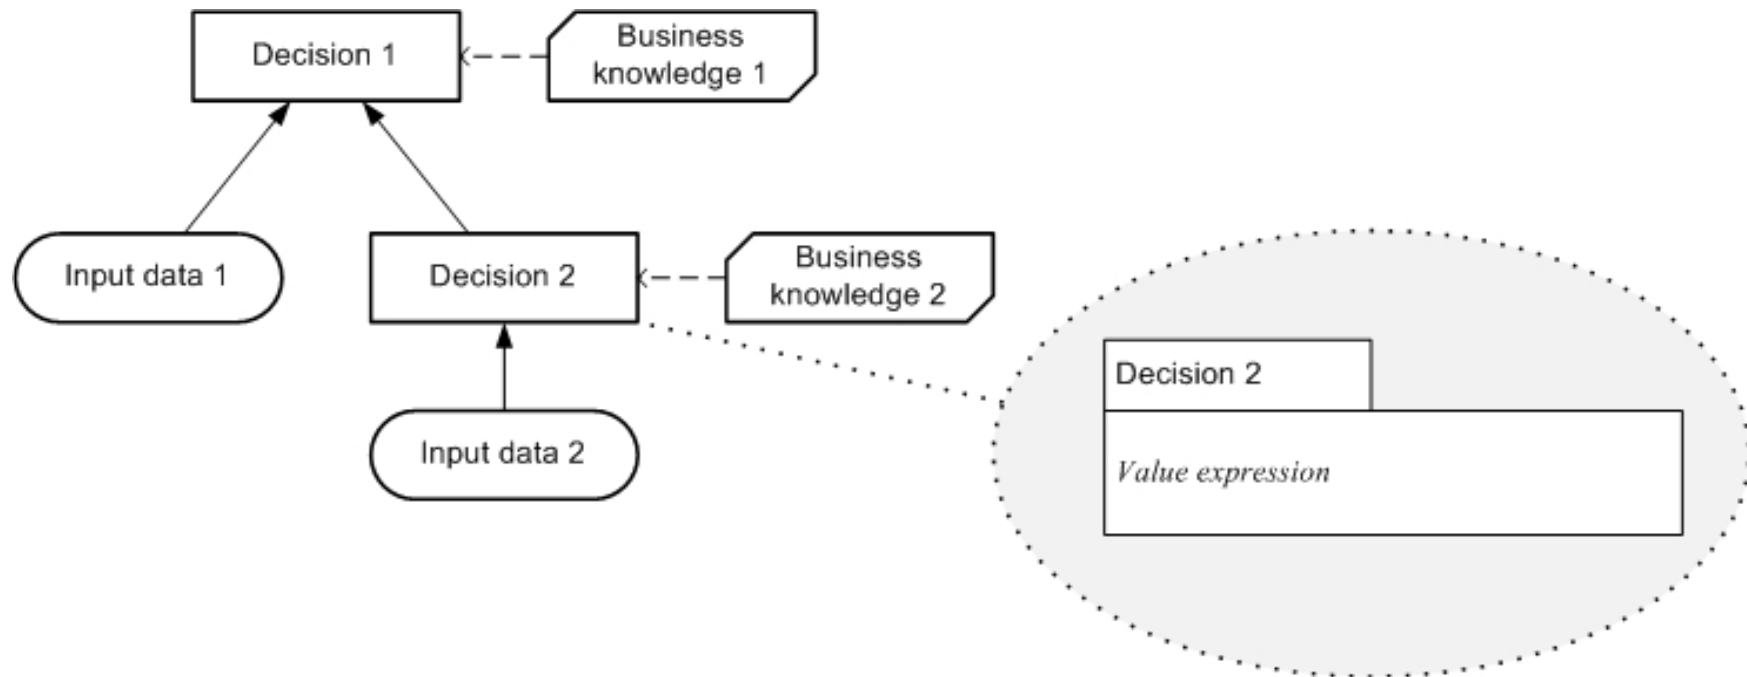 Decision 1
Business
knowledge 1
Input data 1
Decision 2
Business
knowledge 2
Input data 2
Decision 2
Value expression